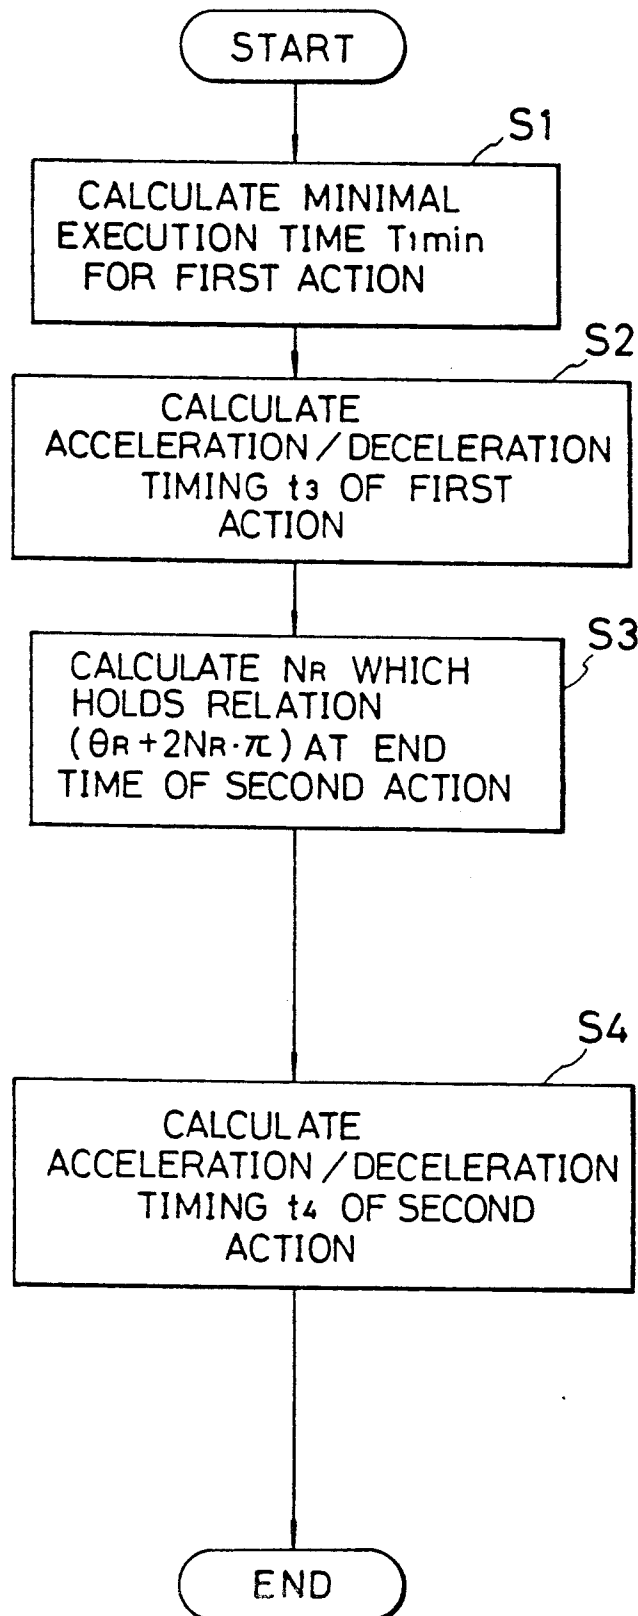 START
S1
CALCULATE MINIMAL
EXECUTION TIME T1min
FOR FIRST ACTION
S2
CALCULATE
ACCELERATION/DECELERATION
TIMING t3 OF FIRST
ACTION
S3
CALCULATE NR WHICH
HOLDS RELATION
(θR+2NR·π) AT END
TIME OF SECOND ACTION
S4
CALCULATE
ACCELERATION/DECELERATION
TIMING t4 OF SECOND
ACTION
END